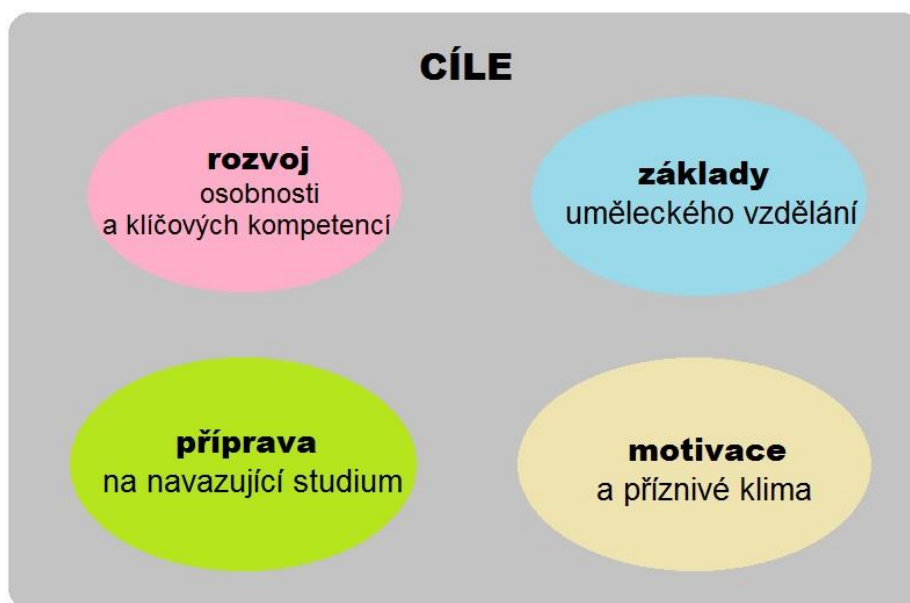 CÍLE
rozvoj
osobnosti
a klíčových kompetencí
základy
uměleckého vzdělání
příprava
na navazující studium
motivace
a příznivé klima